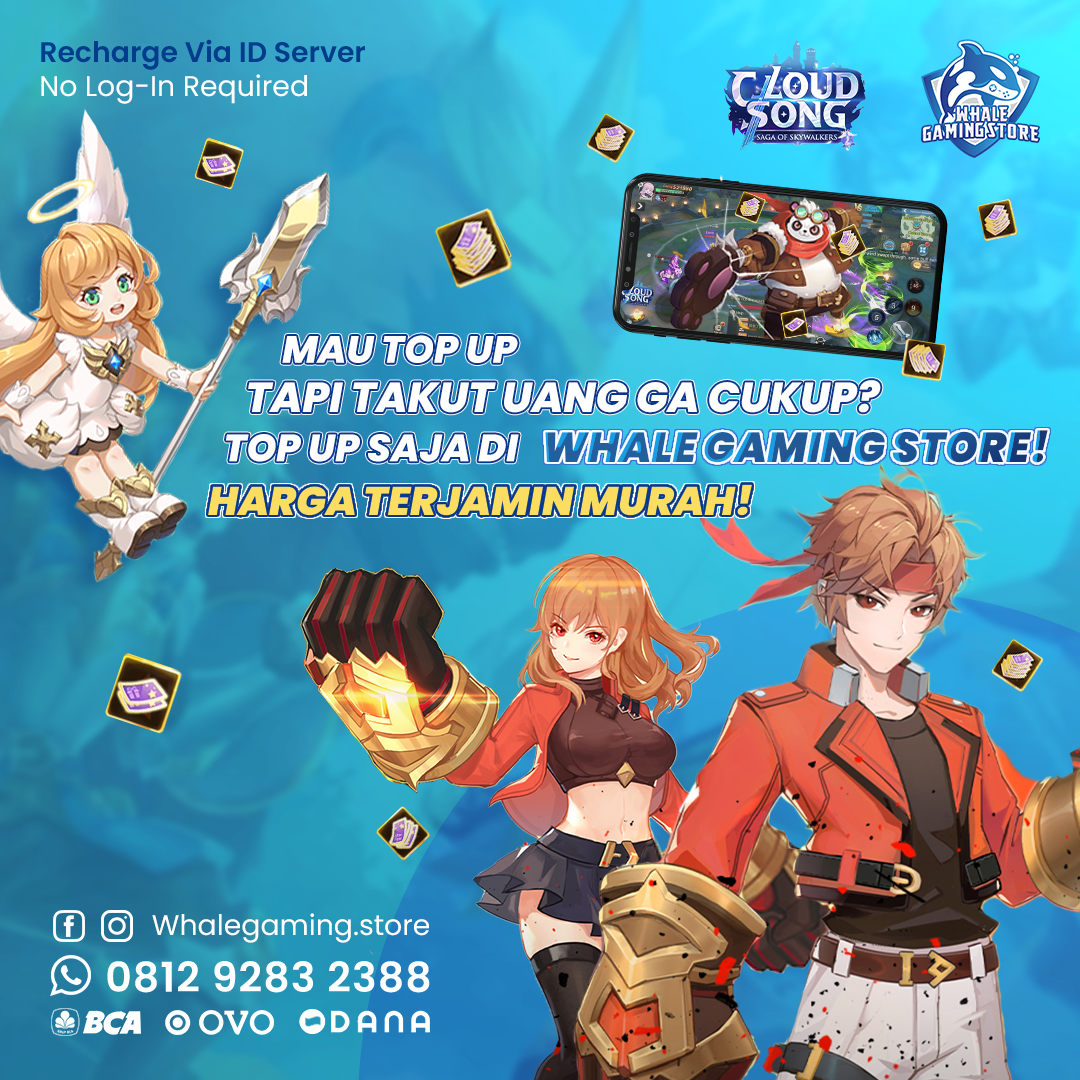 Recharge Via ID Server
No Log-In Required
CLOUD
SONG
SAGA OF SKYWALKERS
WHALE
GAMING STORE
CLOUD
SONG
MAU TOP UP
TAPI TAKUT UANG GA CUKUP?
TOP UP SAJA DI WHALE GAMING STORE!
HARGA TERJAMIN MURAH!
Whalegaming.store
0812 9283 2388
BCA OVO DANA